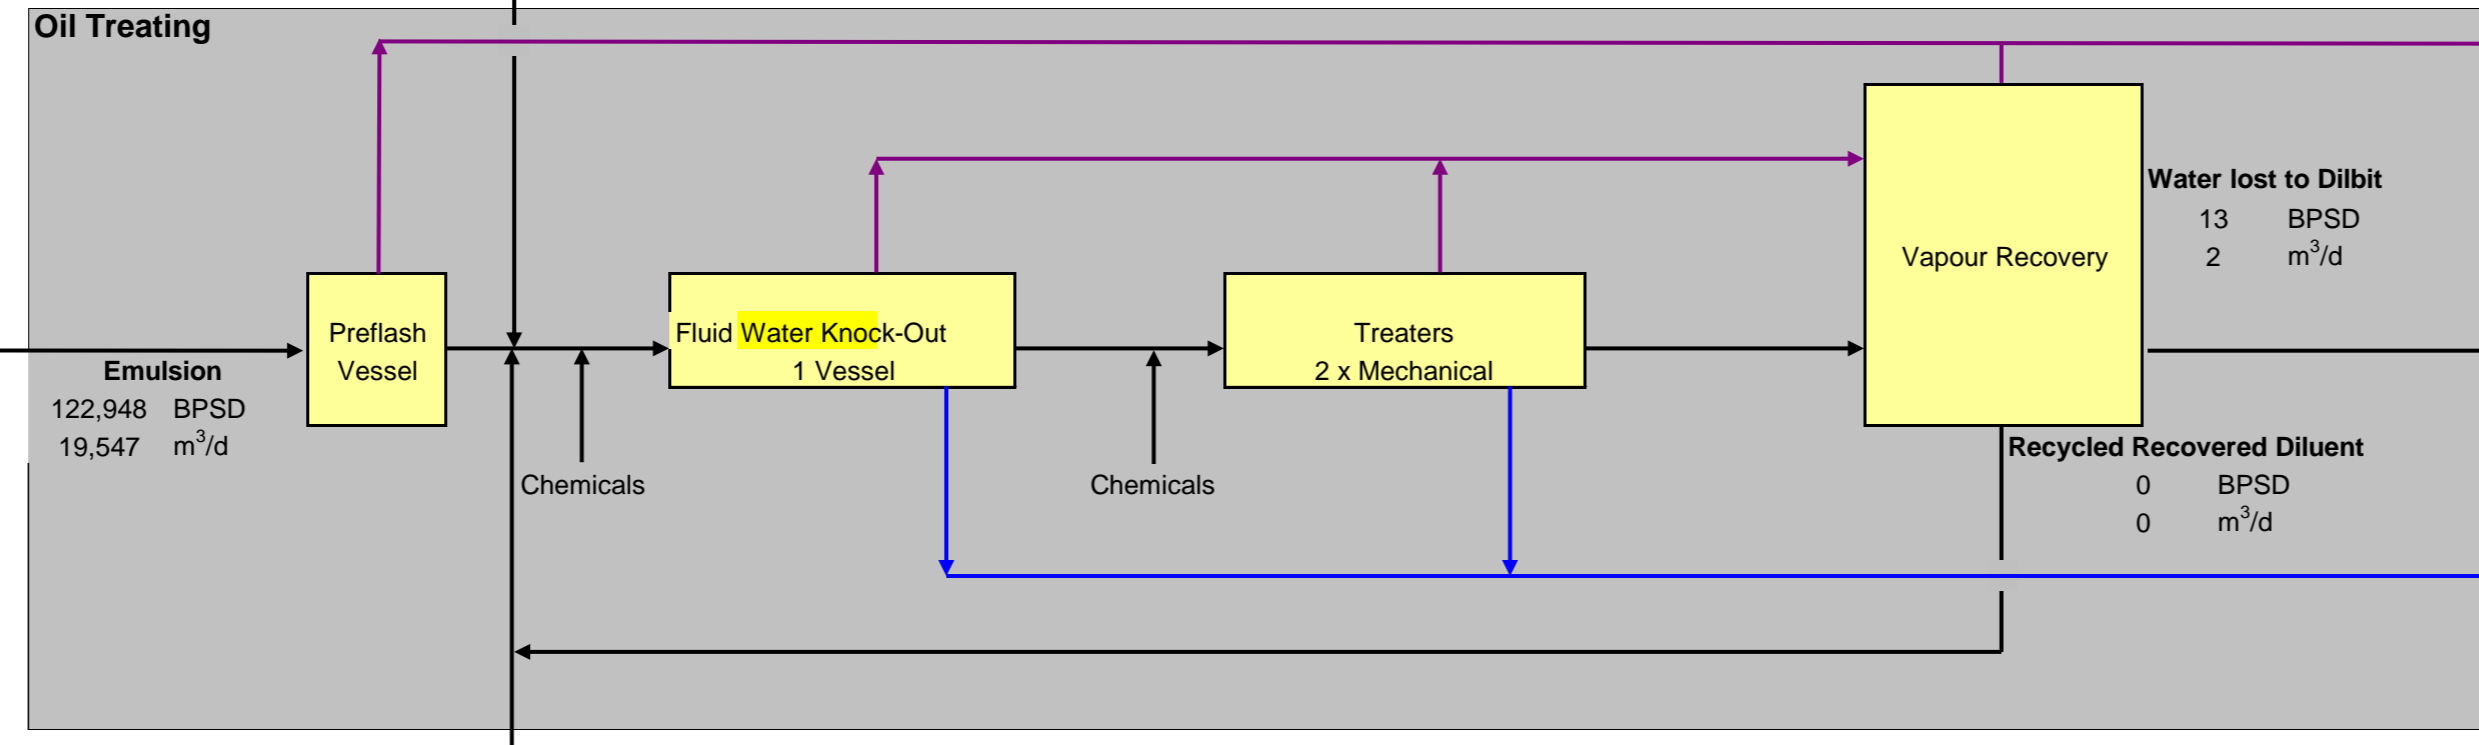 Oil Treating
Water lost to Dilbit
13 BPSD
2 m³/d
Vapour Recovery
Preflash
Vessel
Fluid Water Knock-Out
1 Vessel
Treaters
2 x Mechanical
Emulsion
122,948 BPSD
19,547 m³/d
Chemicals
Chemicals
Recycled Recovered Diluent
0 BPSD
0 m³/d